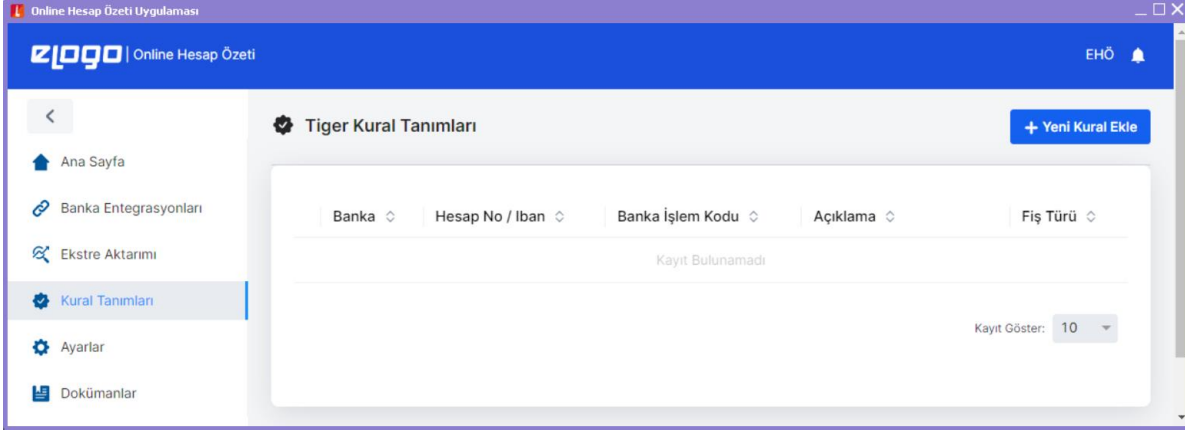 Online Hesap Özeti Uygulaması
eLOGO | Online Hesap Özeti
EHÖ
Tiger Kural Tanımları
+ Yeni Kural Ekle
Ana Sayfa
Banka Entegrasyonları
Ekstre Aktarımı
Kural Tanımları
Ayarlar
Dokümanlar
Banka Hesap No / Iban Banka İşlem Kodu Açıklama Fiş Türü
Kayıt Bulunamadı
Kayıt Göster: 10